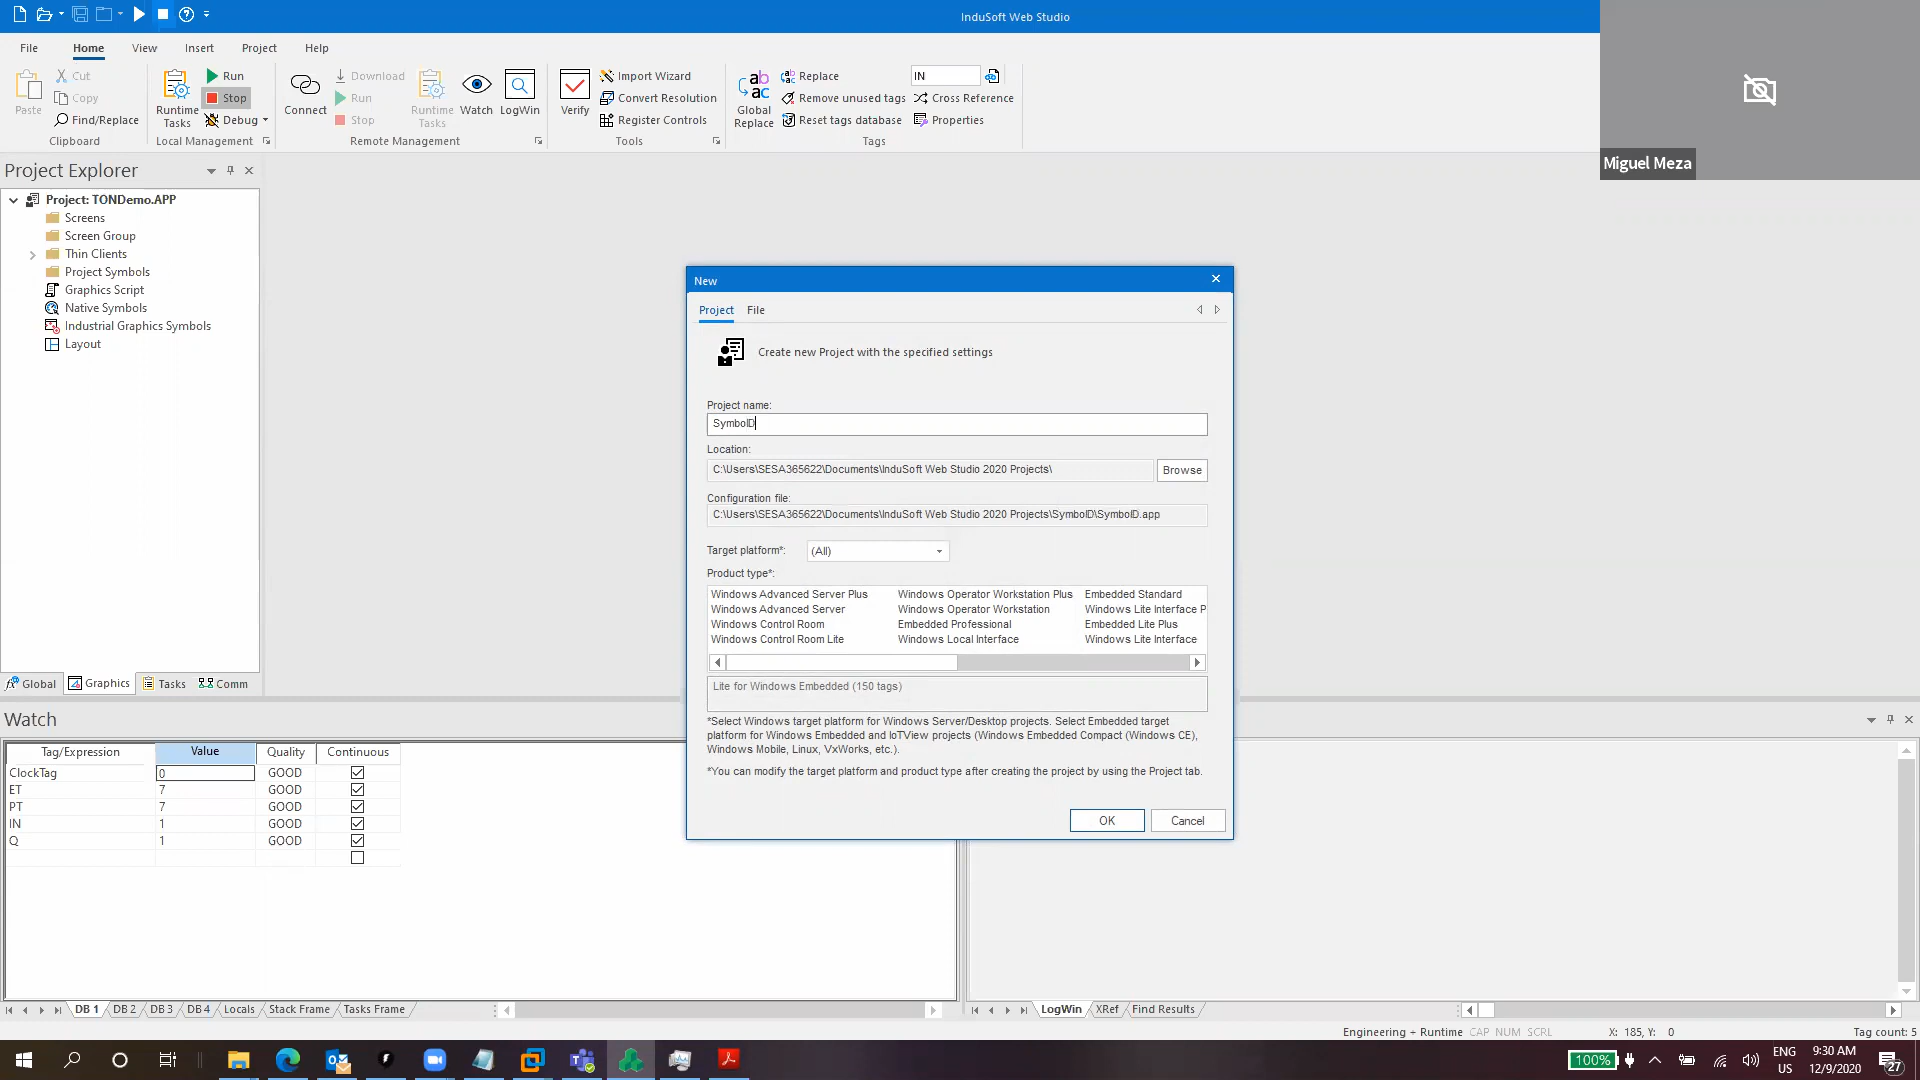 InduSoft Web Studio
File Home View Insert Project Help
Paste
Cut
Copy
Find/Replace
Clipboard
Runtime Tasks
Run
Stop
Debug
Local Management
Connect
Download
Run
Stop
Runtime Tasks
Watch
LogWin
Remote Management
Verify
Import Wizard
Convert Resolution
Register Controls
Tools
Global Replace
Replace
Remove unused tags
Reset tags database
IN
Cross Reference
Properties
Tags
Miguel Meza
Project Explorer
Project: TONDemo.APP
Screens
Screen Group
Thin Clients
Project Symbols
Graphics Script
Native Symbols
Industrial Graphics Symbols
Layout
Global Graphics Tasks Comm
New
Project File
Create new Project with the specified settings
Project name:
SymbolD
Location:
C:\Users\SESA365622\Documents\InduSoft Web Studio 2020 Projects\
Browse
Configuration file:
C:\Users\SESA365622\Documents\InduSoft Web Studio 2020 Projects\SymbolD\SymbolD.app
Target platform*: (All)
Product type*:
Windows Advanced Server Plus Windows Operator Workstation Plus Embedded Standard
Windows Advanced Server Windows Operator Workstation Windows Lite Interface P
Windows Control Room Embedded Professional Embedded Lite Plus
Windows Control Room Lite Windows Local Interface Windows Lite Interface
Lite for Windows Embedded (150 tags)
*Select Windows target platform for Windows Server/Desktop projects. Select Embedded target
platform for Windows Embedded and IoTView projects (Windows Embedded Compact (Windows CE),
Windows Mobile, Linux, VxWorks, etc.).
*You can modify the target platform and product type after creating the project by using the Project tab.
OK Cancel
Watch
Tag/Expression Value Quality Continuous
ClockTag 0 GOOD
ET 7 GOOD
PT 7 GOOD
IN 1 GOOD
Q 1 GOOD
DB 1 DB 2 DB 3 DB 4 Locals Stack Frame Tasks Frame
LogWin XRef Find Results
Engineering + Runtime CAP NUM SCRL X: 185, Y: 0 Tag count: 5
100%
ENG
US
9:30 AM
12/9/2020
27